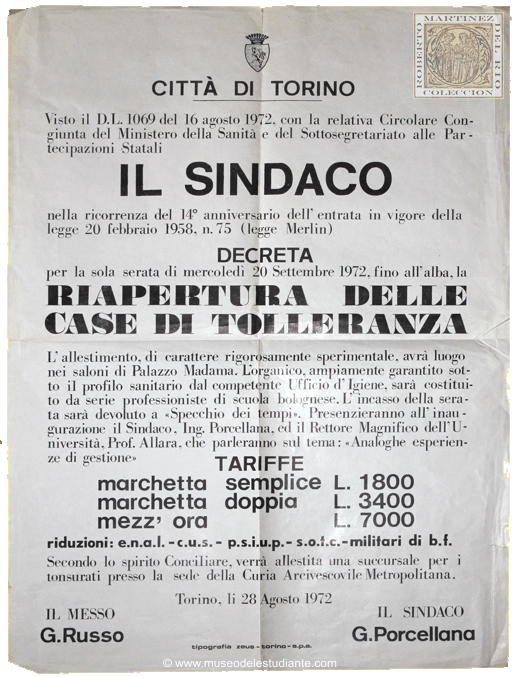 ROBERTO MARTINEZ DEL RIO
COLECCION
CITTÀ DI TORINO
Visto il D.L. 1069 del 16 agosto 1972, con la relativa Circolare Con-
giunta del Ministero della Sanità e del Sottosegretariato alle Par-
tecipazioni Statali
IL SINDACO
nella ricorrenza del 14° anniversario dell'entrata in vigore della
legge 20 febbraio 1958, n. 75 (legge Merlin)
DECRETA
per la sola serata di mercoledì 20 Settembre 1972, fino all'alba, la
RIAPERTURA DELLE
CASE DI TOLLERANZA
L'allestimento, di carattere rigorosamente sperimentale, avrà luogo
nei saloni di Palazzo Madama. L'organico, ampiamente garantito sot-
to il profilo sanitario dal competente Ufficio d'Igiene, sarà costitui-
to da serie professioniste di scuola bolognese. L'incasso della sera-
ta sarà devoluto a «Specchio dei tempi». Presenzieranno all'inau-
gurazione il Sindaco, Ing. Porcellana, ed il Rettore Magnifico dell'U-
niversità, Prof. Allara, che parleranno sul tema: «Analoghe esperien-
ze di gestione»
TARIFFE
marchetta semplice L. 1800
marchetta doppia L. 3400
mezz' ora L. 7000
riduzioni: e.n.a.l. - c.u.s. - p.s.i.u.p. - s.o.f.c. - militari di b.f.
Secondo lo spirito Conciliare, verrà allestita una succursale per i
tonsurati presso la sede della Curia Arcivescovile Metropolitana.
Torino, li 28 Agosto 1972
IL MESSO IL SINDACO
G.Russo G.Porcellana
tipografia zeus - torino - s.p.a.
© www.museodelestudiante.com